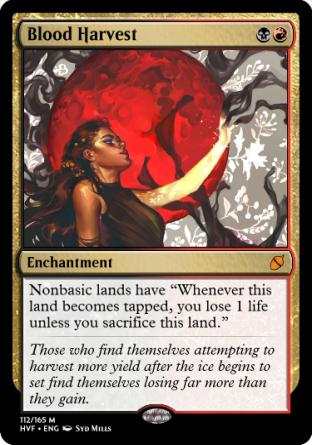 Blood Harvest
Enchantment
Nonbasic lands have “Whenever this
land becomes tapped, you lose 1 life
unless you sacrifice this land.”
Those who find themselves attempting to
harvest more yield after the ice begins to
set find themselves losing far more than
they gain.
112/165 M
HVF • ENG Syd Mills